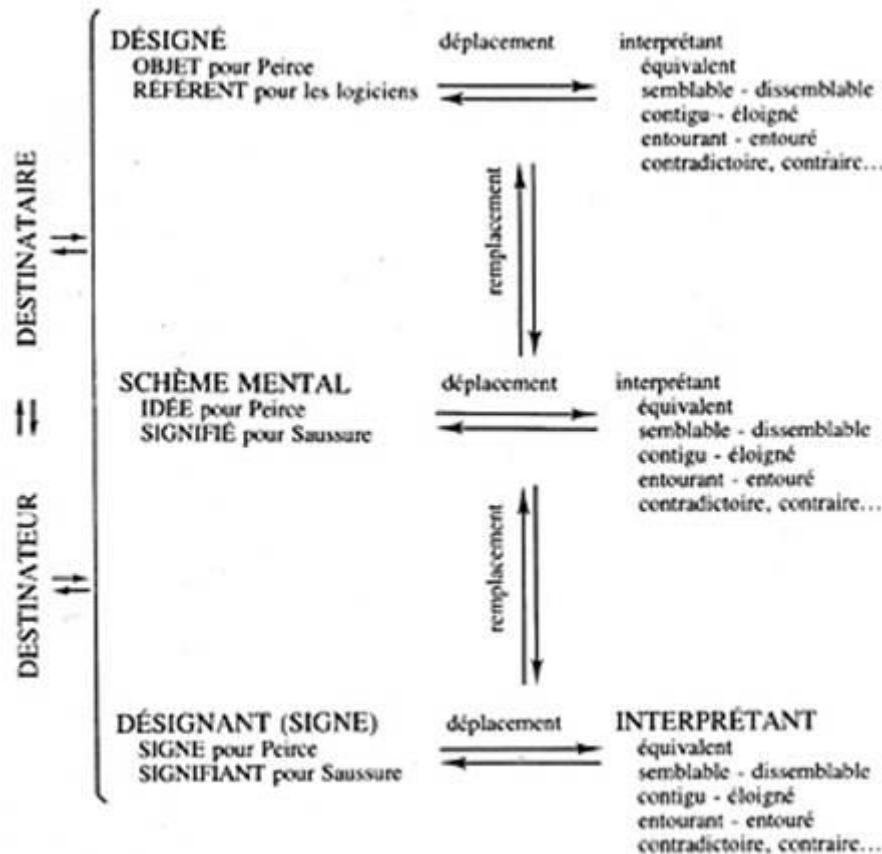 DÉSIGNÉ
OBJET pour Peirce
RÉFÉRENT pour les logiciens
déplacement
interprétant
équivalent
semblable - dissemblable
contigu - éloigné
entourant - entouré
contradictoire, contraire...
remplacement
DESTINATAIRE
SCHÈME MENTAL
IDÉE pour Peirce
SIGNIFIÉ pour Saussure
déplacement
interprétant
équivalent
semblable - dissemblable
contigu - éloigné
entourant - entouré
contradictoire, contraire...
remplacement
DESTINATEUR
DÉSIGNANT (SIGNE)
SIGNE pour Peirce
SIGNIFIANT pour Saussure
déplacement
INTERPRÉTANT
équivalent
semblable - dissemblable
contigu - éloigné
entourant - entouré
contradictoire, contraire...